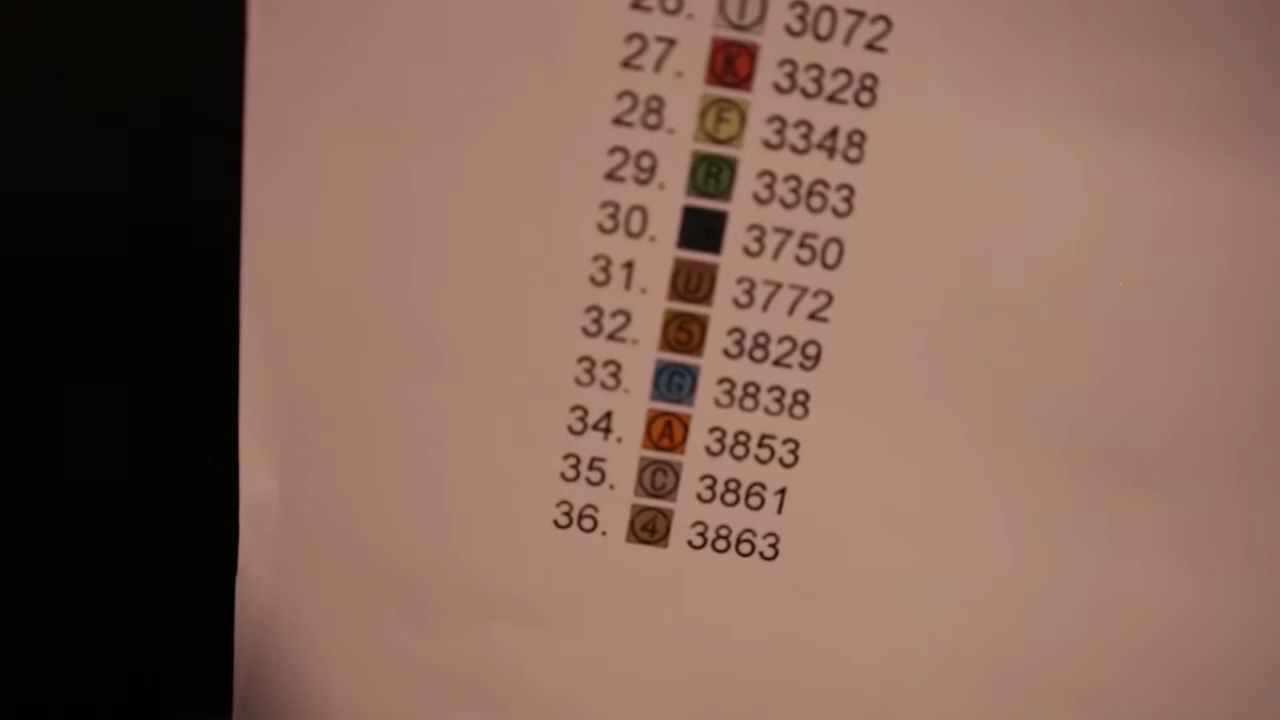 26. I 3072
27. K 3328
28. F 3348
29. R 3363
30. 3750
31. U 3772
32. 5 3829
33. G 3838
34. A 3853
35. C 3861
36. 4 3863